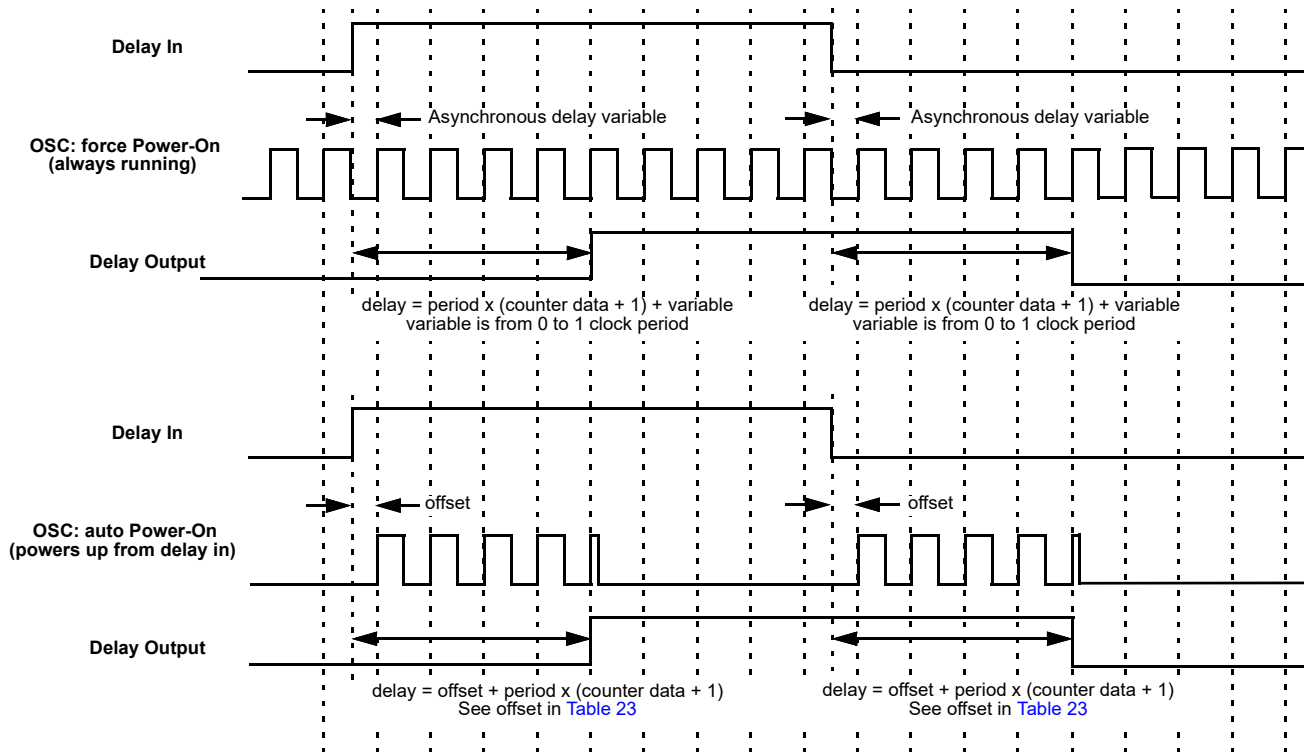 Delay In
Asynchronous delay variable
Asynchronous delay variable
OSC: force Power-On
(always running)
Delay Output
delay = period x (counter data + 1) + variable
variable is from 0 to 1 clock period
delay = period x (counter data + 1) + variable
variable is from 0 to 1 clock period
Delay In
offset
offset
OSC: auto Power-On
(powers up from delay in)
Delay Output
delay = offset + period x (counter data + 1)
See offset in Table 23
delay = offset + period x (counter data + 1)
See offset in Table 23